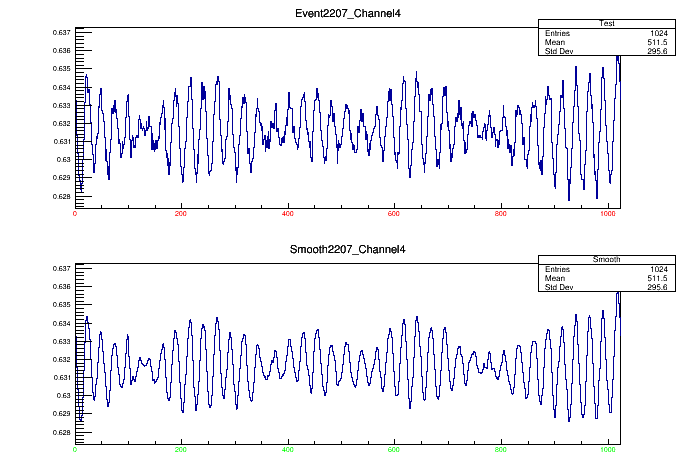 Event2207_Channel4
Test
Entries 1024
Mean 511.5
Std Dev 295.6
0.637
0.636
0.635
0.634
0.633
0.632
0.631
0.63
0.629
0.628
0 200 400 600 800 1000
Smooth2207_Channel4
Smooth
Entries 1024
Mean 511.5
Std Dev 295.6
0.637
0.636
0.635
0.634
0.633
0.632
0.631
0.63
0.629
0.628
0 200 400 600 800 1000